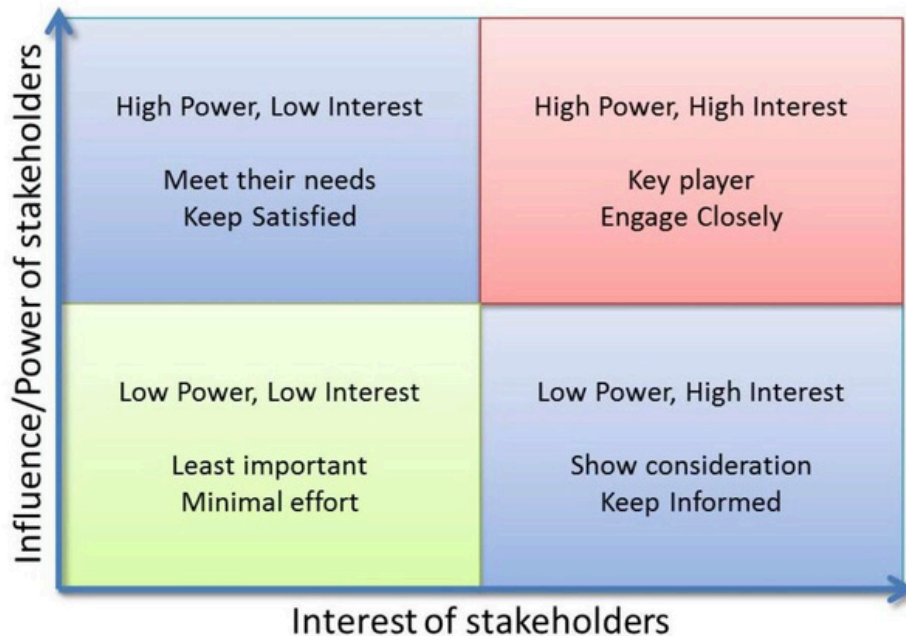 Influence/Power of stakeholders
High Power, Low Interest
Meet their needs
Keep Satisfied
High Power, High Interest
Key player
Engage Closely
Low Power, Low Interest
Least important
Minimal effort
Low Power, High Interest
Show consideration
Keep Informed
Interest of stakeholders